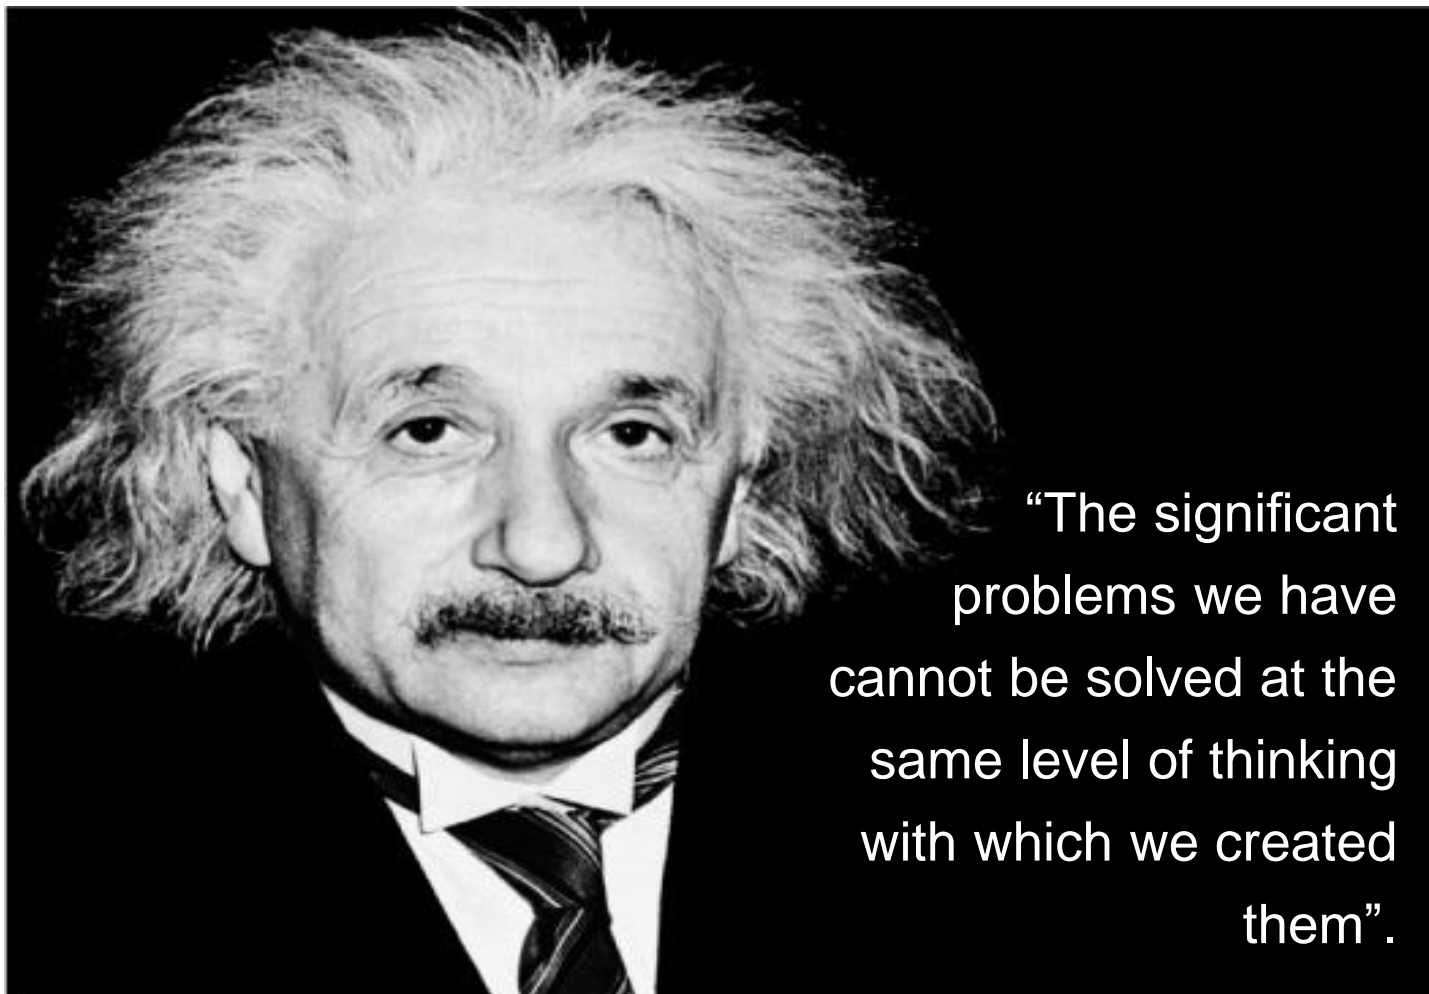 “The significant
problems we have
cannot be solved at the
same level of thinking
with which we created
them”.